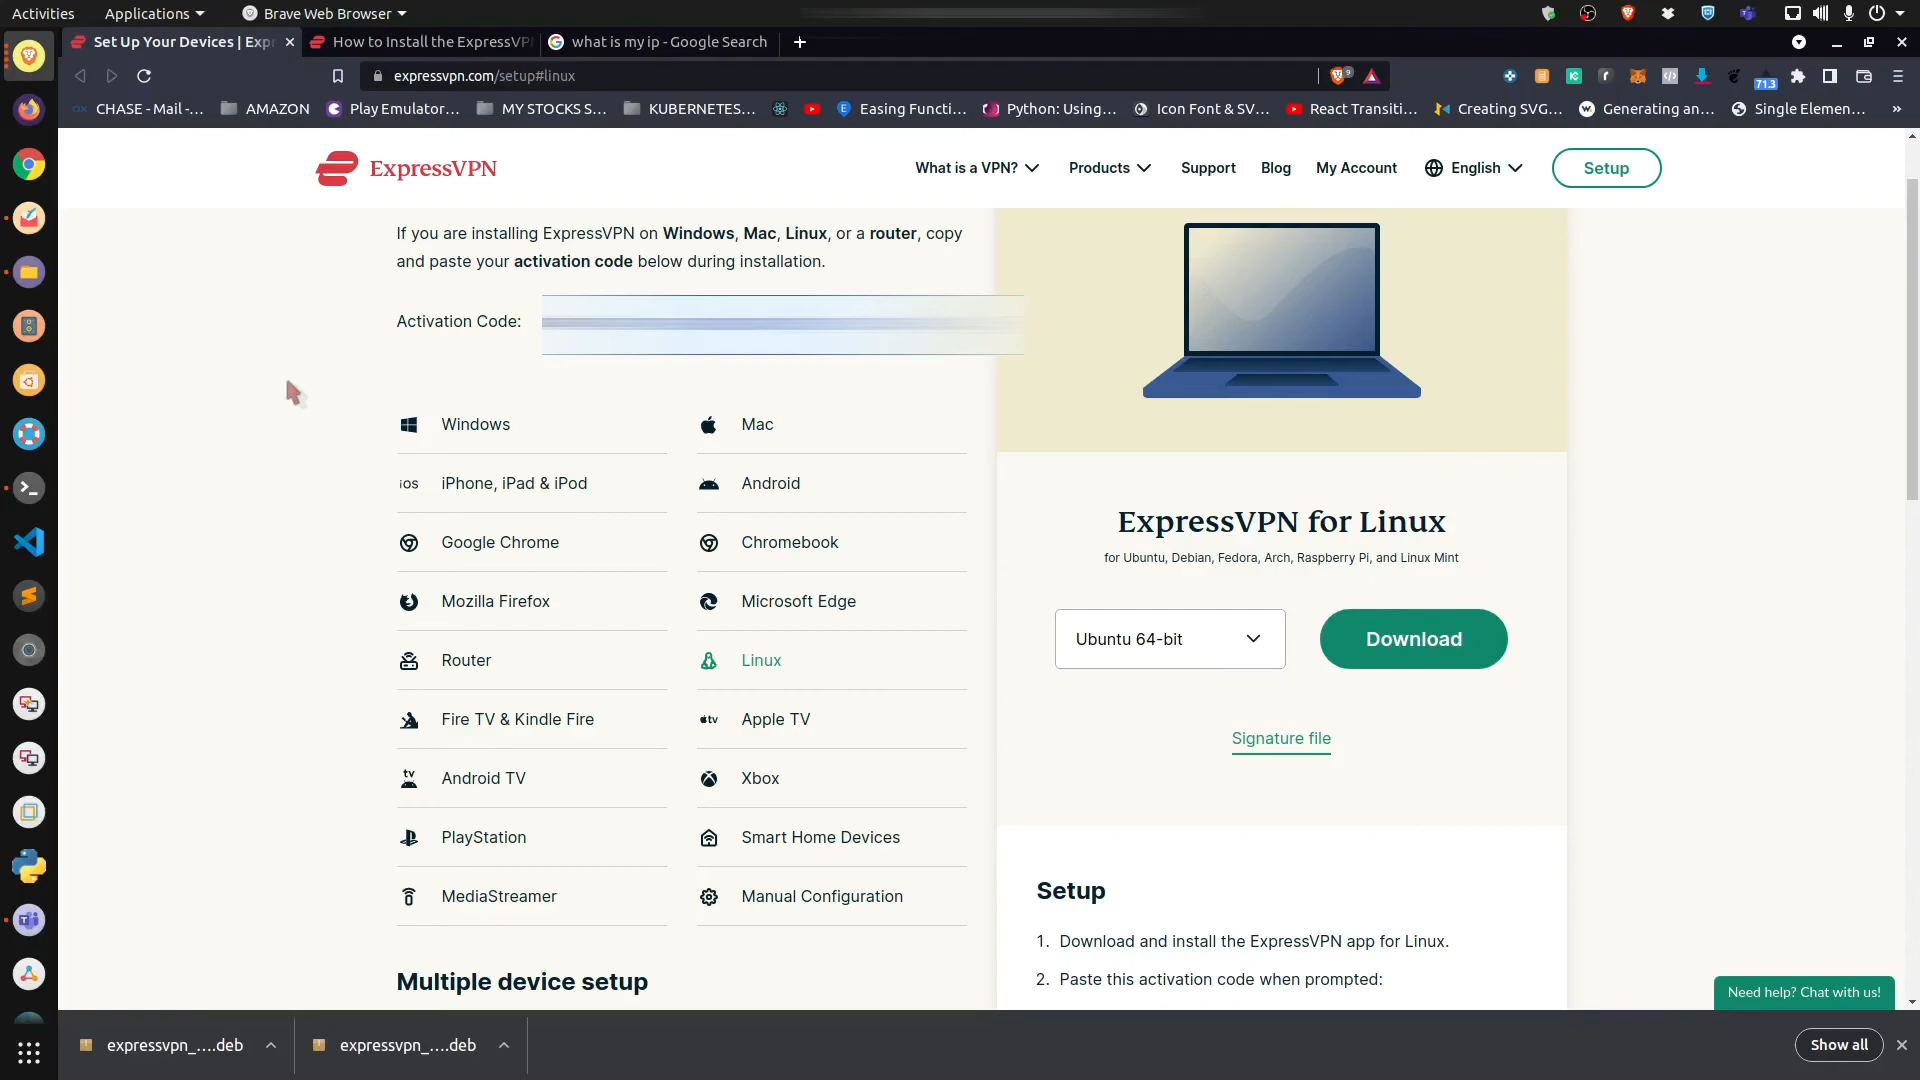 Activities
Applications
Brave Web Browser
Set Up Your Devices | Exp
How to Install the ExpressVP
what is my ip - Google Search
expressvpn.com/setup#linux
9
71.3
CHASE - Mail -...
AMAZON
Play Emulator...
MY STOCKS S...
KUBERNETES...
Easing Functi...
Python: Using...
Icon Font & SV...
React Transiti...
Creating SVG...
Generating an...
Single Elemen...
»
ExpressVPN
What is a VPN?
Products
Support
Blog
My Account
English
Setup
If you are installing ExpressVPN on Windows, Mac, Linux, or a router, copy
and paste your activation code below during installation.
Activation Code:
Windows
Mac
iOS
iPhone, iPad & iPod
Android
Google Chrome
Chromebook
Mozilla Firefox
Microsoft Edge
Router
Linux
Fire TV & Kindle Fire
tv
Apple TV
tv
Android TV
Xbox
PlayStation
Smart Home Devices
MediaStreamer
Manual Configuration
Multiple device setup
ExpressVPN for Linux
for Ubuntu, Debian, Fedora, Arch, Raspberry Pi, and Linux Mint
Ubuntu 64-bit
Download
Signature file
Setup
1. Download and install the ExpressVPN app for Linux.
2. Paste this activation code when prompted:
Need help? Chat with us!
expressvpn_....deb
expressvpn_....deb
Show all